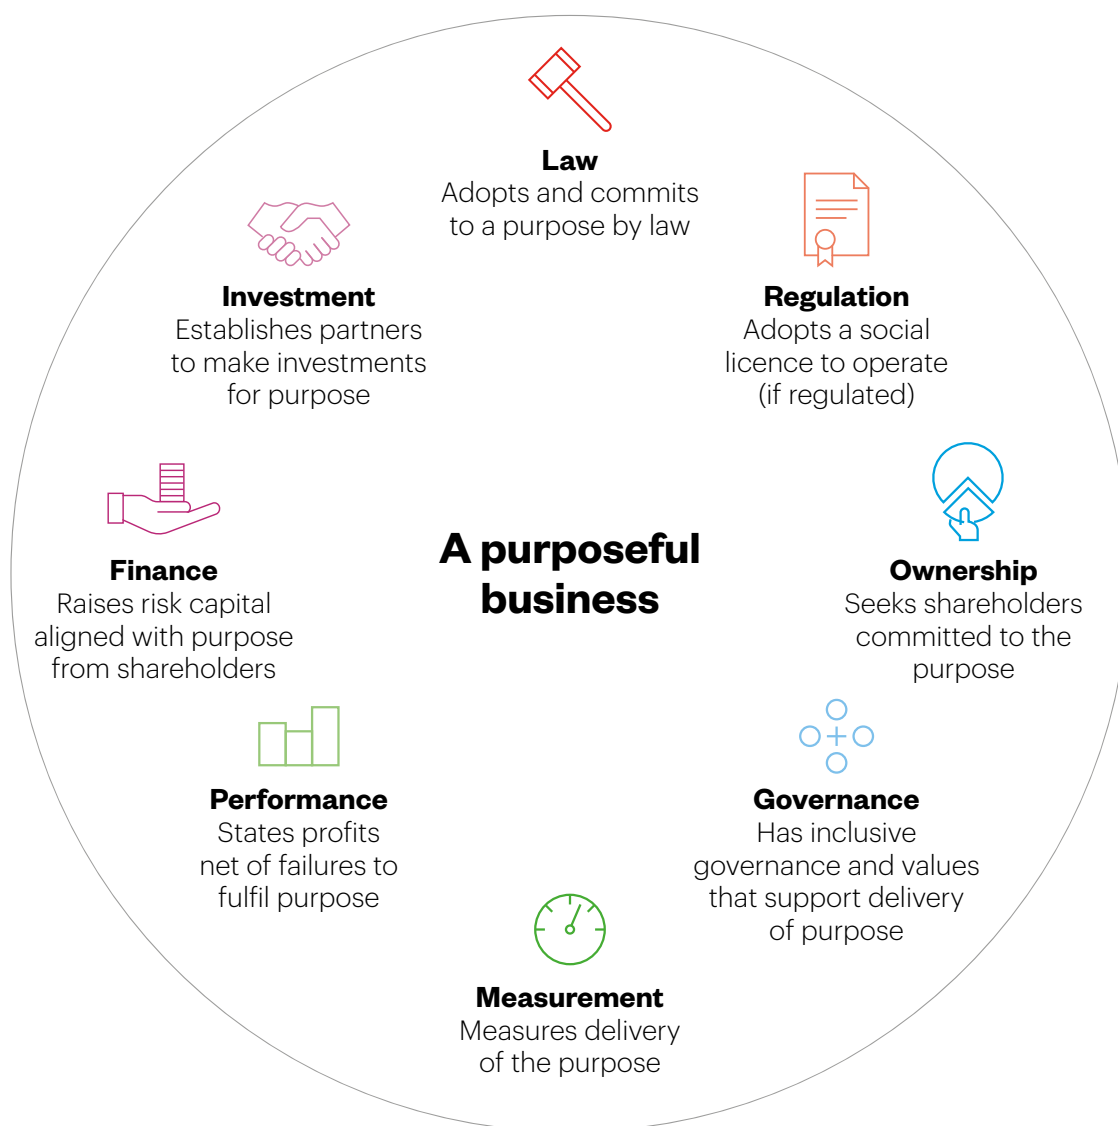 Law
Adopts and commits
to a purpose by law
Regulation
Adopts a social
licence to operate
(if regulated)
Ownership
Seeks shareholders
committed to the
purpose
Governance
Has inclusive
governance and values
that support delivery
of purpose
Measurement
Measures delivery
of the purpose
Performance
States profits
net of failures to
fulfil purpose
Finance
Raises risk capital
aligned with purpose
from shareholders
Investment
Establishes partners
to make investments
for purpose
A purposeful
business